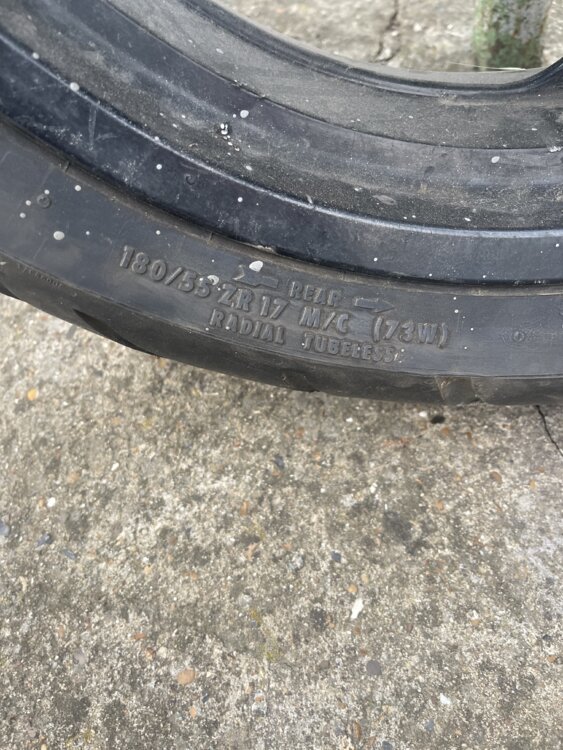 REAR
180/55 ZR 17 M/C (73W)
RADIAL TUBELESS